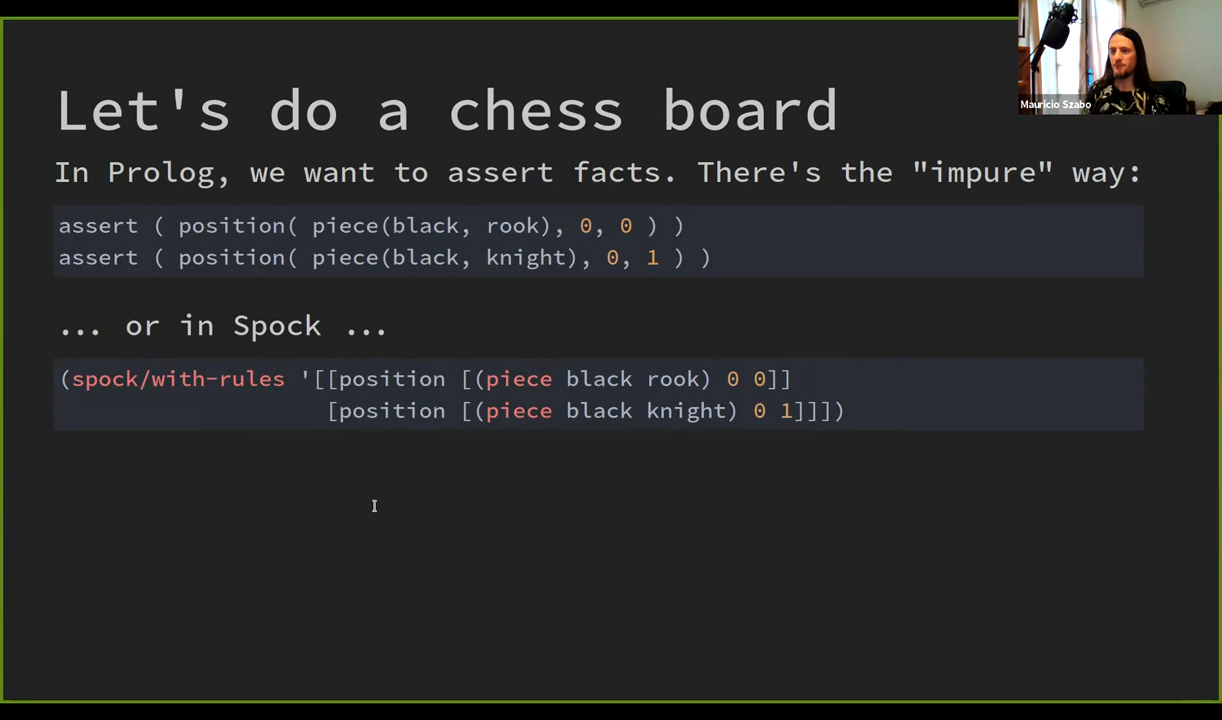 Mauricio Szabo
Let's do a chess board
In Prolog, we want to assert facts. There's the "impure" way:
assert ( position( piece(black, rook), 0, 0 ) )
assert ( position( piece(black, knight), 0, 1 ) )
... or in Spock ...
(spock/with-rules '[[position [(piece black rook) 0 0]]
[position [(piece black knight) 0 1]]])